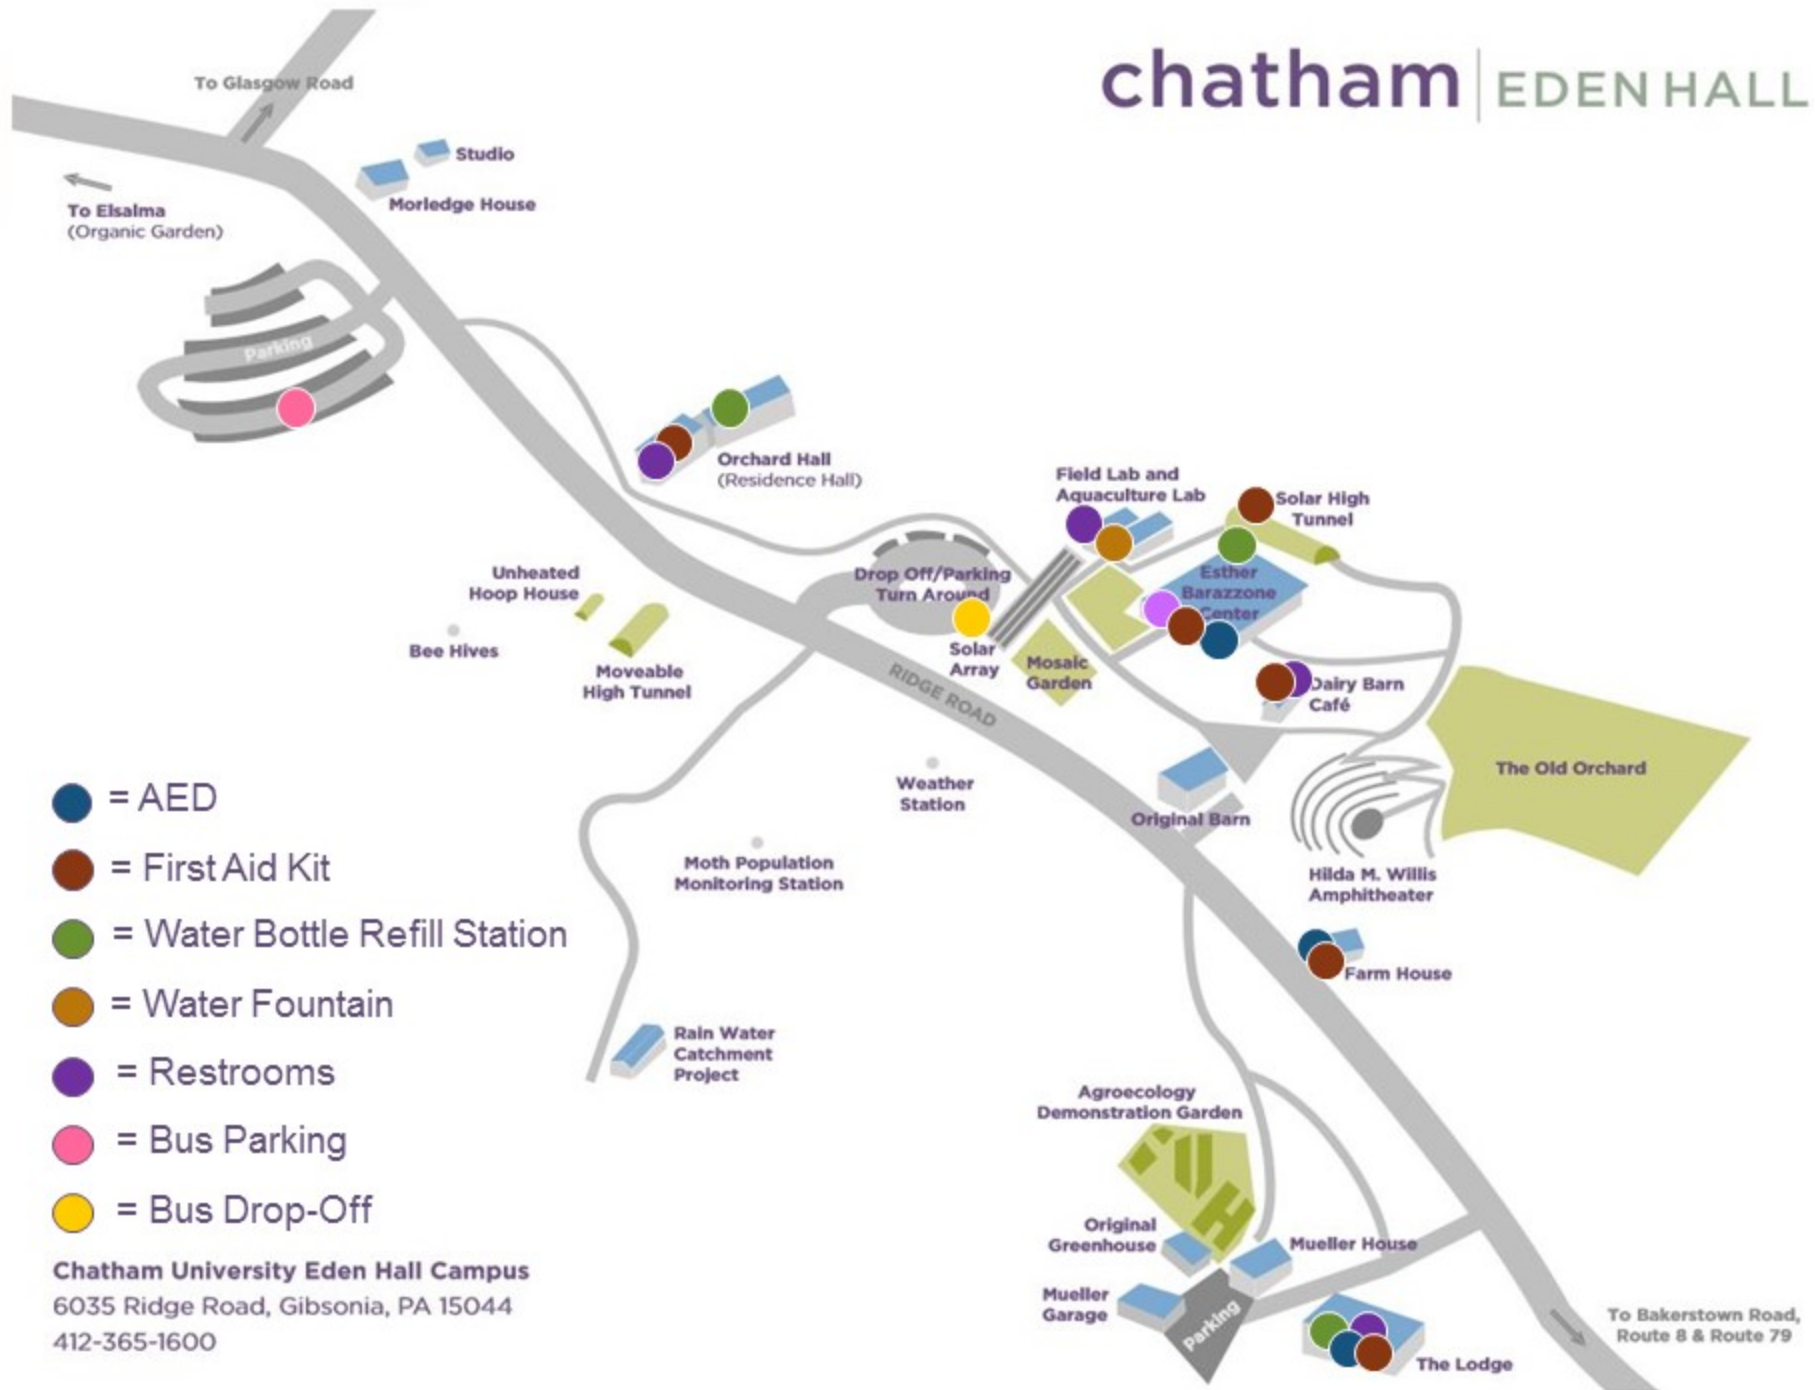 chatham | EDEN HALL
To Glasgow Road
Studio
Morledge House
To Elsalma
(Organic Garden)
Parking
Orchard Hall
(Residence Hall)
Field Lab and
Aquaculture Lab
Solar High
Tunnel
Unheated
Hoop House
Drop Off/Parking
Turn Around
Esther
Barazzone
Center
Bee Hives
Moveable
High Tunnel
Solar
Array
Mosaic
Garden
RIDGE ROAD
Dairy Barn
Café
The Old Orchard
Weather
Station
Original Barn
Moth Population
Monitoring Station
Hilda M. Willis
Amphitheater
Farm House
Rain Water
Catchment
Project
Agroecology
Demonstration Garden
Original
Greenhouse
Mueller House
Mueller
Garage
Parking
The Lodge
To Bakerstown Road,
Route 8 & Route 79
= AED
= First Aid Kit
= Water Bottle Refill Station
= Water Fountain
= Restrooms
= Bus Parking
= Bus Drop-Off
Chatham University Eden Hall Campus
6035 Ridge Road, Gibsonia, PA 15044
412-365-1600